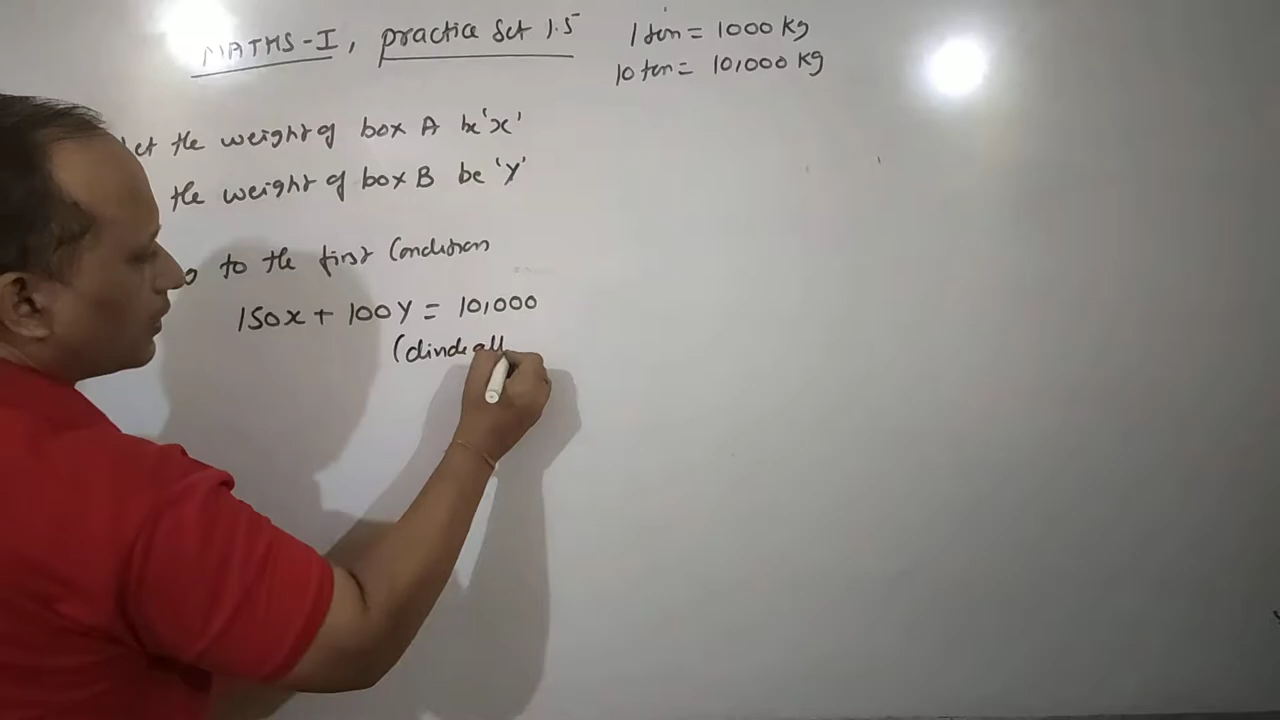 MATHS-I, practice Set 1.5
1 ton = 1000 kg
10 ton = 10,000 kg
Let the weight of box A be 'x'
the weight of box B be 'y'
to the first Condition
150x + 100y = 10,000
(divide all